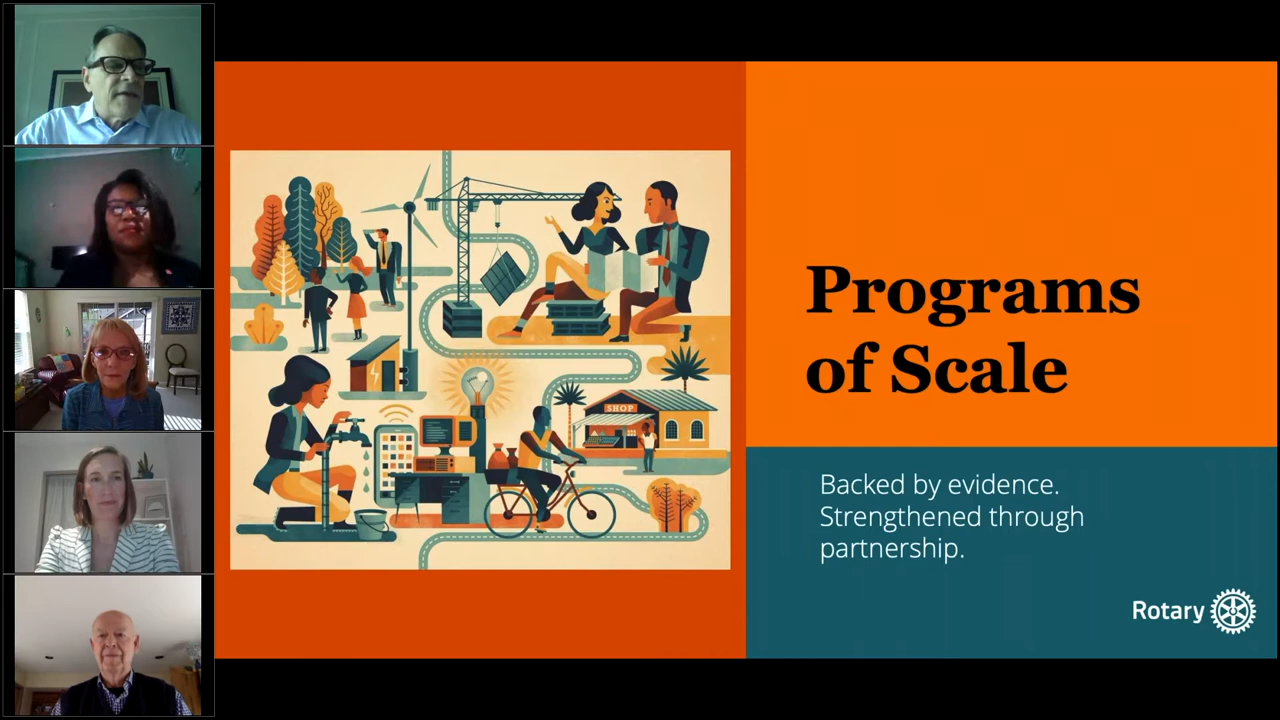 SHOP
Programs
of Scale
Backed by evidence.
Strengthened through
partnership.
Rotary